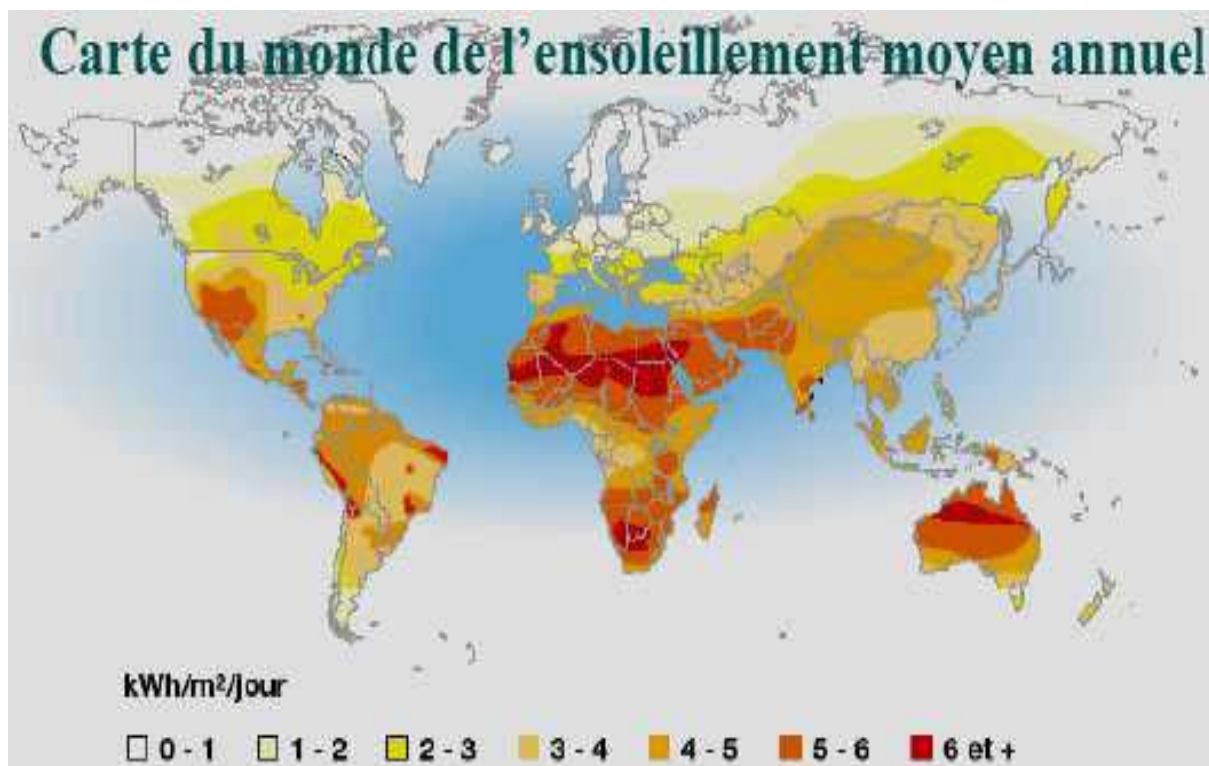 Carte du monde de l'ensoleillement moyen annuel
kWh/m²/jour
0 - 1 1 - 2 2 - 3 3 - 4 4 - 5 5 - 6 6 et +